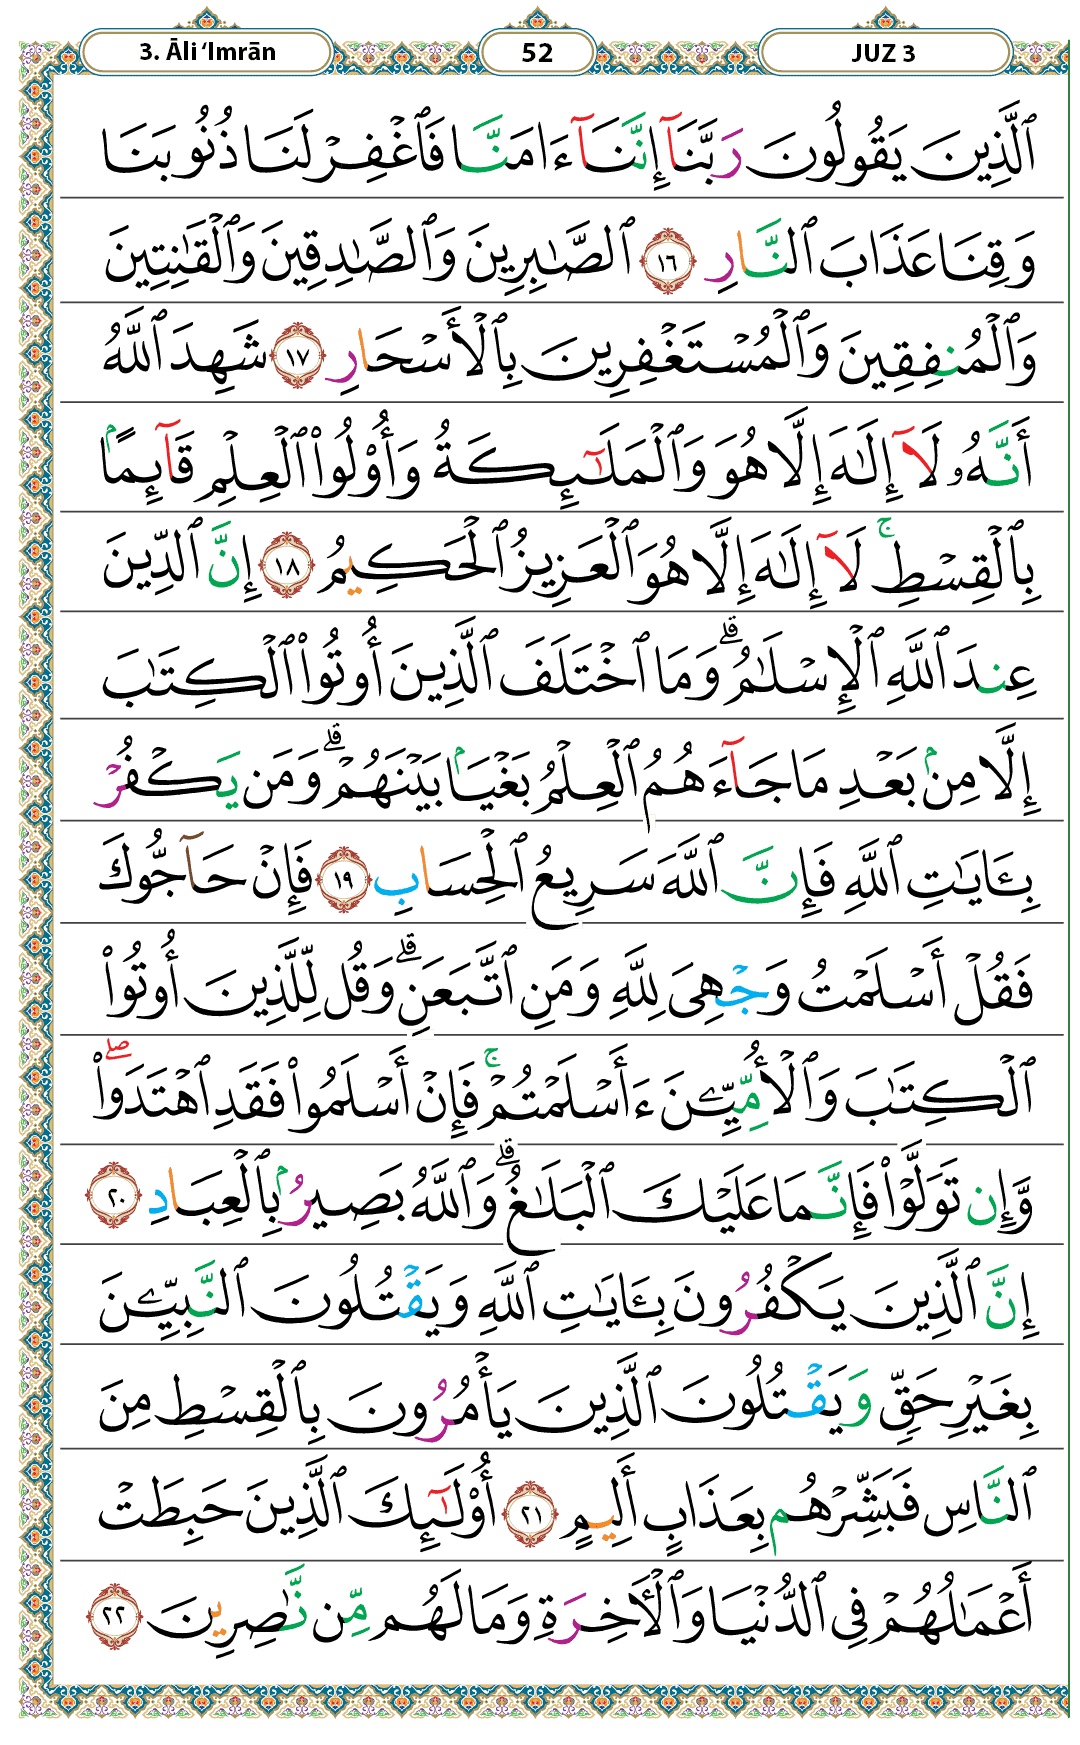 3. Āli ‘Imrān
52
JUZ 3
ٱلَّذِينَ يَقُولُونَ رَبَّنَآ إِنَّنَآ ءَامَنَّا فَٱغْفِرْ لَنَا ذُنُوبَنَا
وَقِنَا عَذَابَ ٱلنَّارِ ١٦ ٱلصَّٰبِرِينَ وَٱلصَّٰدِقِينَ وَٱلْقَٰنِتِينَ
وَٱلْمُنفِقِينَ وَٱلْمُسْتَغْفِرِينَ بِٱلْأَسْحَارِ ١٧ شَهِدَ ٱللَّهُ
أَنَّهُۥ لَآ إِلَٰهَ إِلَّا هُوَ وَٱلْمَلَٰٓئِكَةُ وَأُو۟لُوا۟ ٱلْعِلْمِ قَآئِمًۢا
بِٱلْقِسْطِ ۚ لَآ إِلَٰهَ إِلَّا هُوَ ٱلْعَزِيزُ ٱلْحَكِيمُ ١٨ إِنَّ ٱلدِّينَ
عِندَ ٱللَّهِ ٱلْإِسْلَٰمُ ۗ وَمَا ٱخْتَلَفَ ٱلَّذِينَ أُوتُوا۟ ٱلْكِتَٰبَ
إِلَّا مِنۢ بَعْدِ مَا جَآءَهُمُ ٱلْعِلْمُ بَغْيَۢا بَيْنَهُمْ ۗ وَمَن يَكْفُرْ
بِـَٔايَٰتِ ٱللَّهِ فَإِنَّ ٱللَّهَ سَرِيعُ ٱلْحِسَابِ ١٩ فَإِنْ حَآجُّوكَ
فَقُلْ أَسْلَمْتُ وَجْهِىَ لِلَّهِ وَمَنِ ٱتَّبَعَنِ ۗ وَقُل لِّلَّذِينَ أُوتُوا۟
ٱلْكِتَٰبَ وَٱلْأُمِّيِّـۧنَ ءَأَسْلَمْتُمْ ۚ فَإِنْ أَسْلَمُوا۟ فَقَدِ ٱهْتَدَوا۟ ۖ
وَّإِن تَوَلَّوْا۟ فَإِنَّمَا عَلَيْكَ ٱلْبَلَٰغُ ۗ وَٱللَّهُ بَصِيرُۢ بِٱلْعِبَادِ ٢٠
إِنَّ ٱلَّذِينَ يَكْفُرُونَ بِـَٔايَٰتِ ٱللَّهِ وَيَقْتُلُونَ ٱلنَّبِيِّـۧنَ
بِغَيْرِ حَقٍّ وَيَقْتُلُونَ ٱلَّذِينَ يَأْمُرُونَ بِٱلْقِسْطِ مِنَ
ٱلنَّاسِ فَبَشِّرْهُم بِعَذَابٍ أَلِيمٍ ٢١ أُو۟لَٰٓئِكَ ٱلَّذِينَ حَبِطَتْ
أَعْمَٰلُهُمْ فِى ٱلدُّنْيَا وَٱلْـَٔاخِرَةِ وَمَا لَهُم مِّن نَّٰصِرِينَ ٢٢